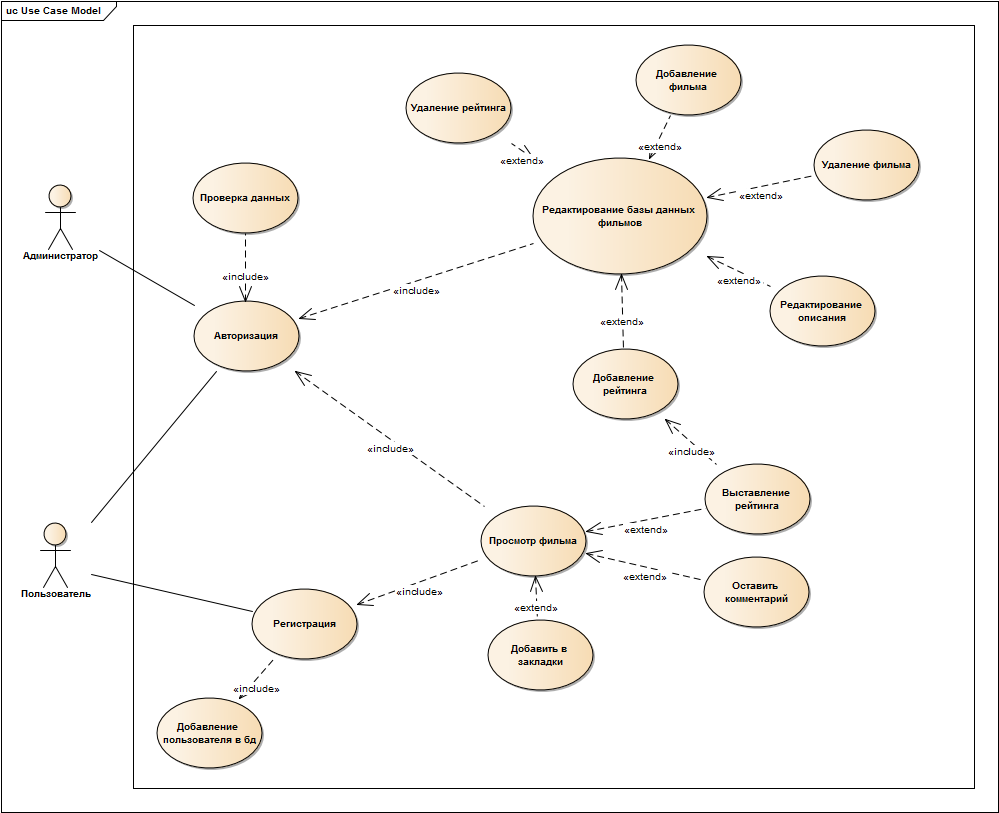 uc Use Case Model
Добавление
фильма
Удаление рейтинга
«extend»
«extend»
Удаление фильма
«extend»
Проверка данных
Редактирование базы данных
фильмов
Администратор
«include»
«include»
«extend»
Редактирование
описания
«extend»
Авторизация
Добавление
рейтинга
«include»
«include»
Выставление
рейтинга
«extend»
Просмотр фильма
«extend»
Оставить
комментарий
Пользователь
«include»
«extend»
Регистрация
Добавить в
закладки
«include»
Добавление
пользователя в бд